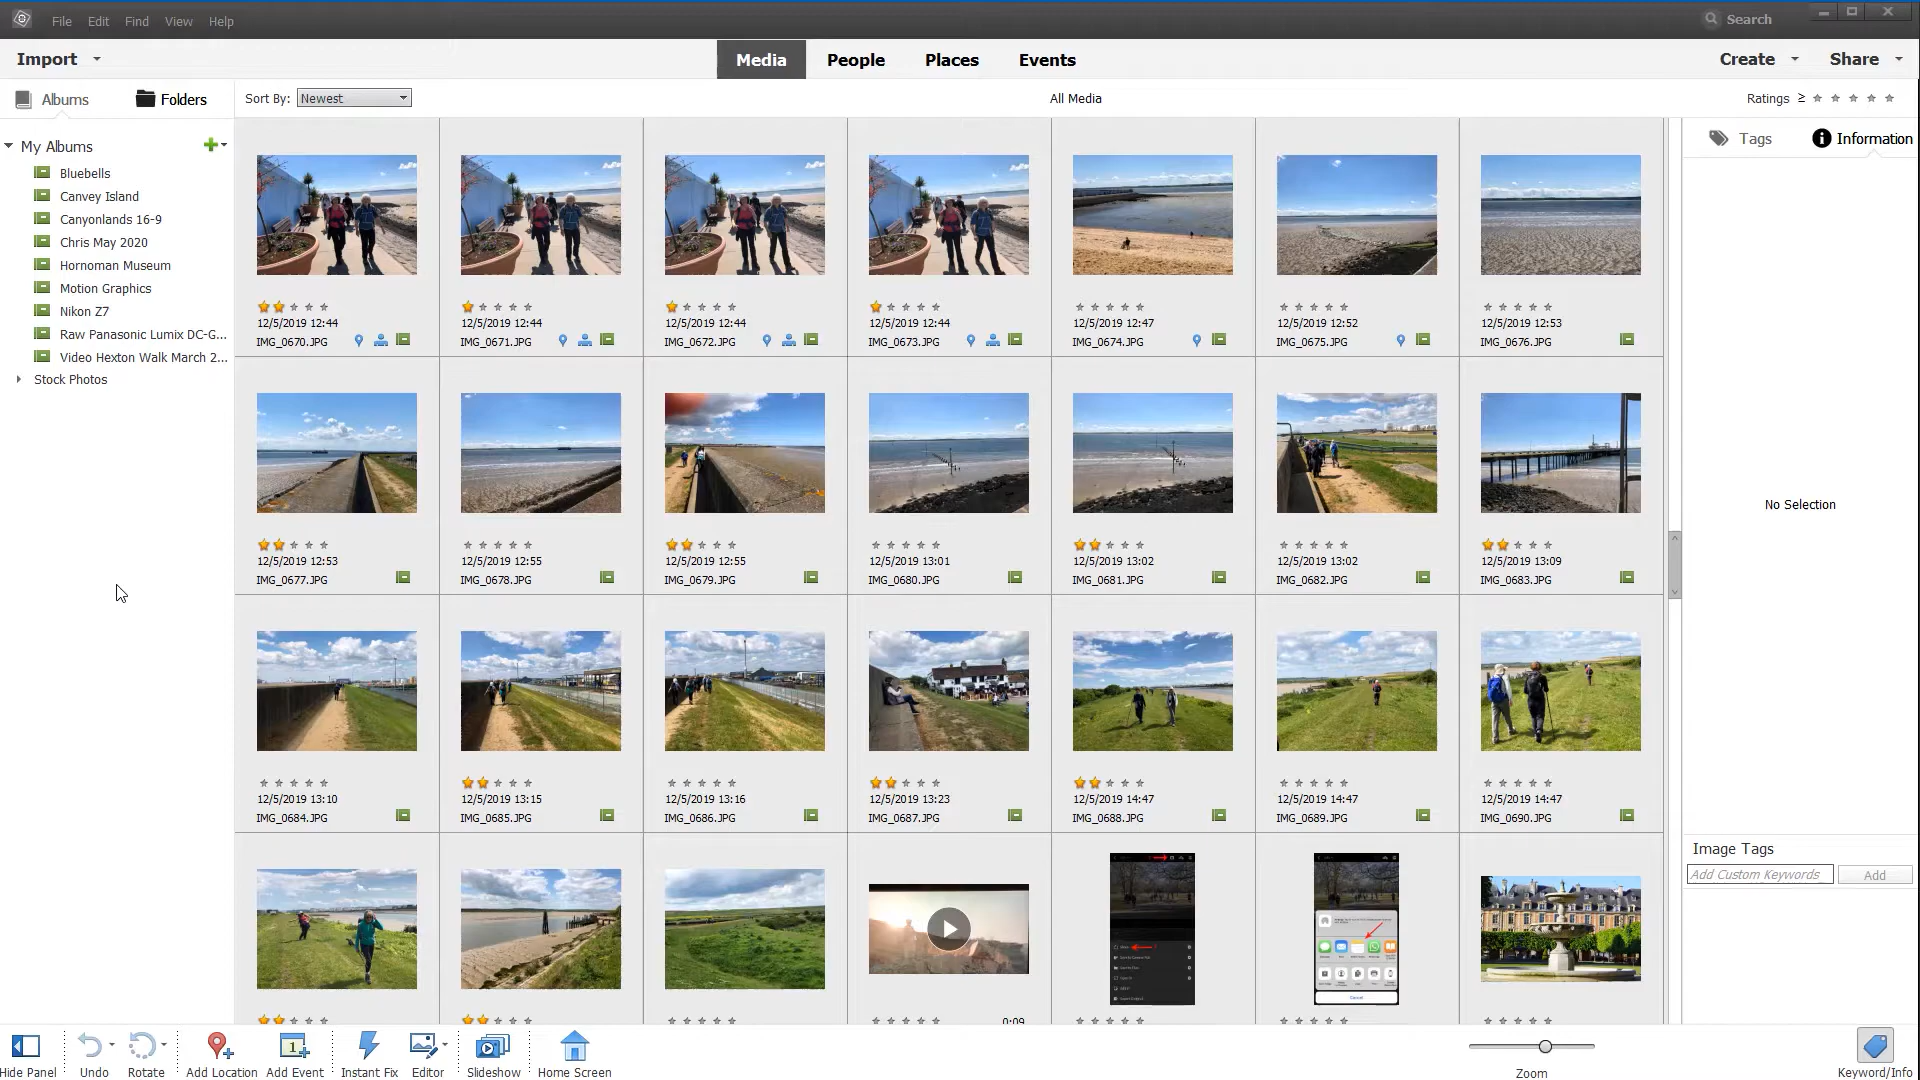 File Edit Find View Help
Search
Import
Media People Places Events
Create Share
Albums Folders
Sort By: Newest
All Media
Ratings ≥
My Albums
Bluebells
Canvey Island
Canyonlands 16-9
Chris May 2020
Hornoman Museum
Motion Graphics
Nikon Z7
Raw Panasonic Lumix DC-G...
Video Hexton Walk March 2...
Stock Photos
Tags Information
12/5/2019 12:44 12/5/2019 12:44 12/5/2019 12:44 12/5/2019 12:44 12/5/2019 12:47 12/5/2019 12:52 12/5/2019 12:53
IMG_0670.JPG IMG_0671.JPG IMG_0672.JPG IMG_0673.JPG IMG_0674.JPG IMG_0675.JPG IMG_0676.JPG
12/5/2019 12:53 12/5/2019 12:55 12/5/2019 12:55 12/5/2019 13:01 12/5/2019 13:02 12/5/2019 13:02 12/5/2019 13:09
IMG_0677.JPG IMG_0678.JPG IMG_0679.JPG IMG_0680.JPG IMG_0681.JPG IMG_0682.JPG IMG_0683.JPG
12/5/2019 13:10 12/5/2019 13:15 12/5/2019 13:16 12/5/2019 13:23 12/5/2019 14:47 12/5/2019 14:47 12/5/2019 14:47
IMG_0684.JPG IMG_0685.JPG IMG_0686.JPG IMG_0687.JPG IMG_0688.JPG IMG_0689.JPG IMG_0690.JPG
0:09
No Selection
Image Tags
Add Custom Keywords Add
1
Hide Panel Undo Rotate Add Location Add Event Instant Fix Editor Slideshow Home Screen Zoom Keyword/Info